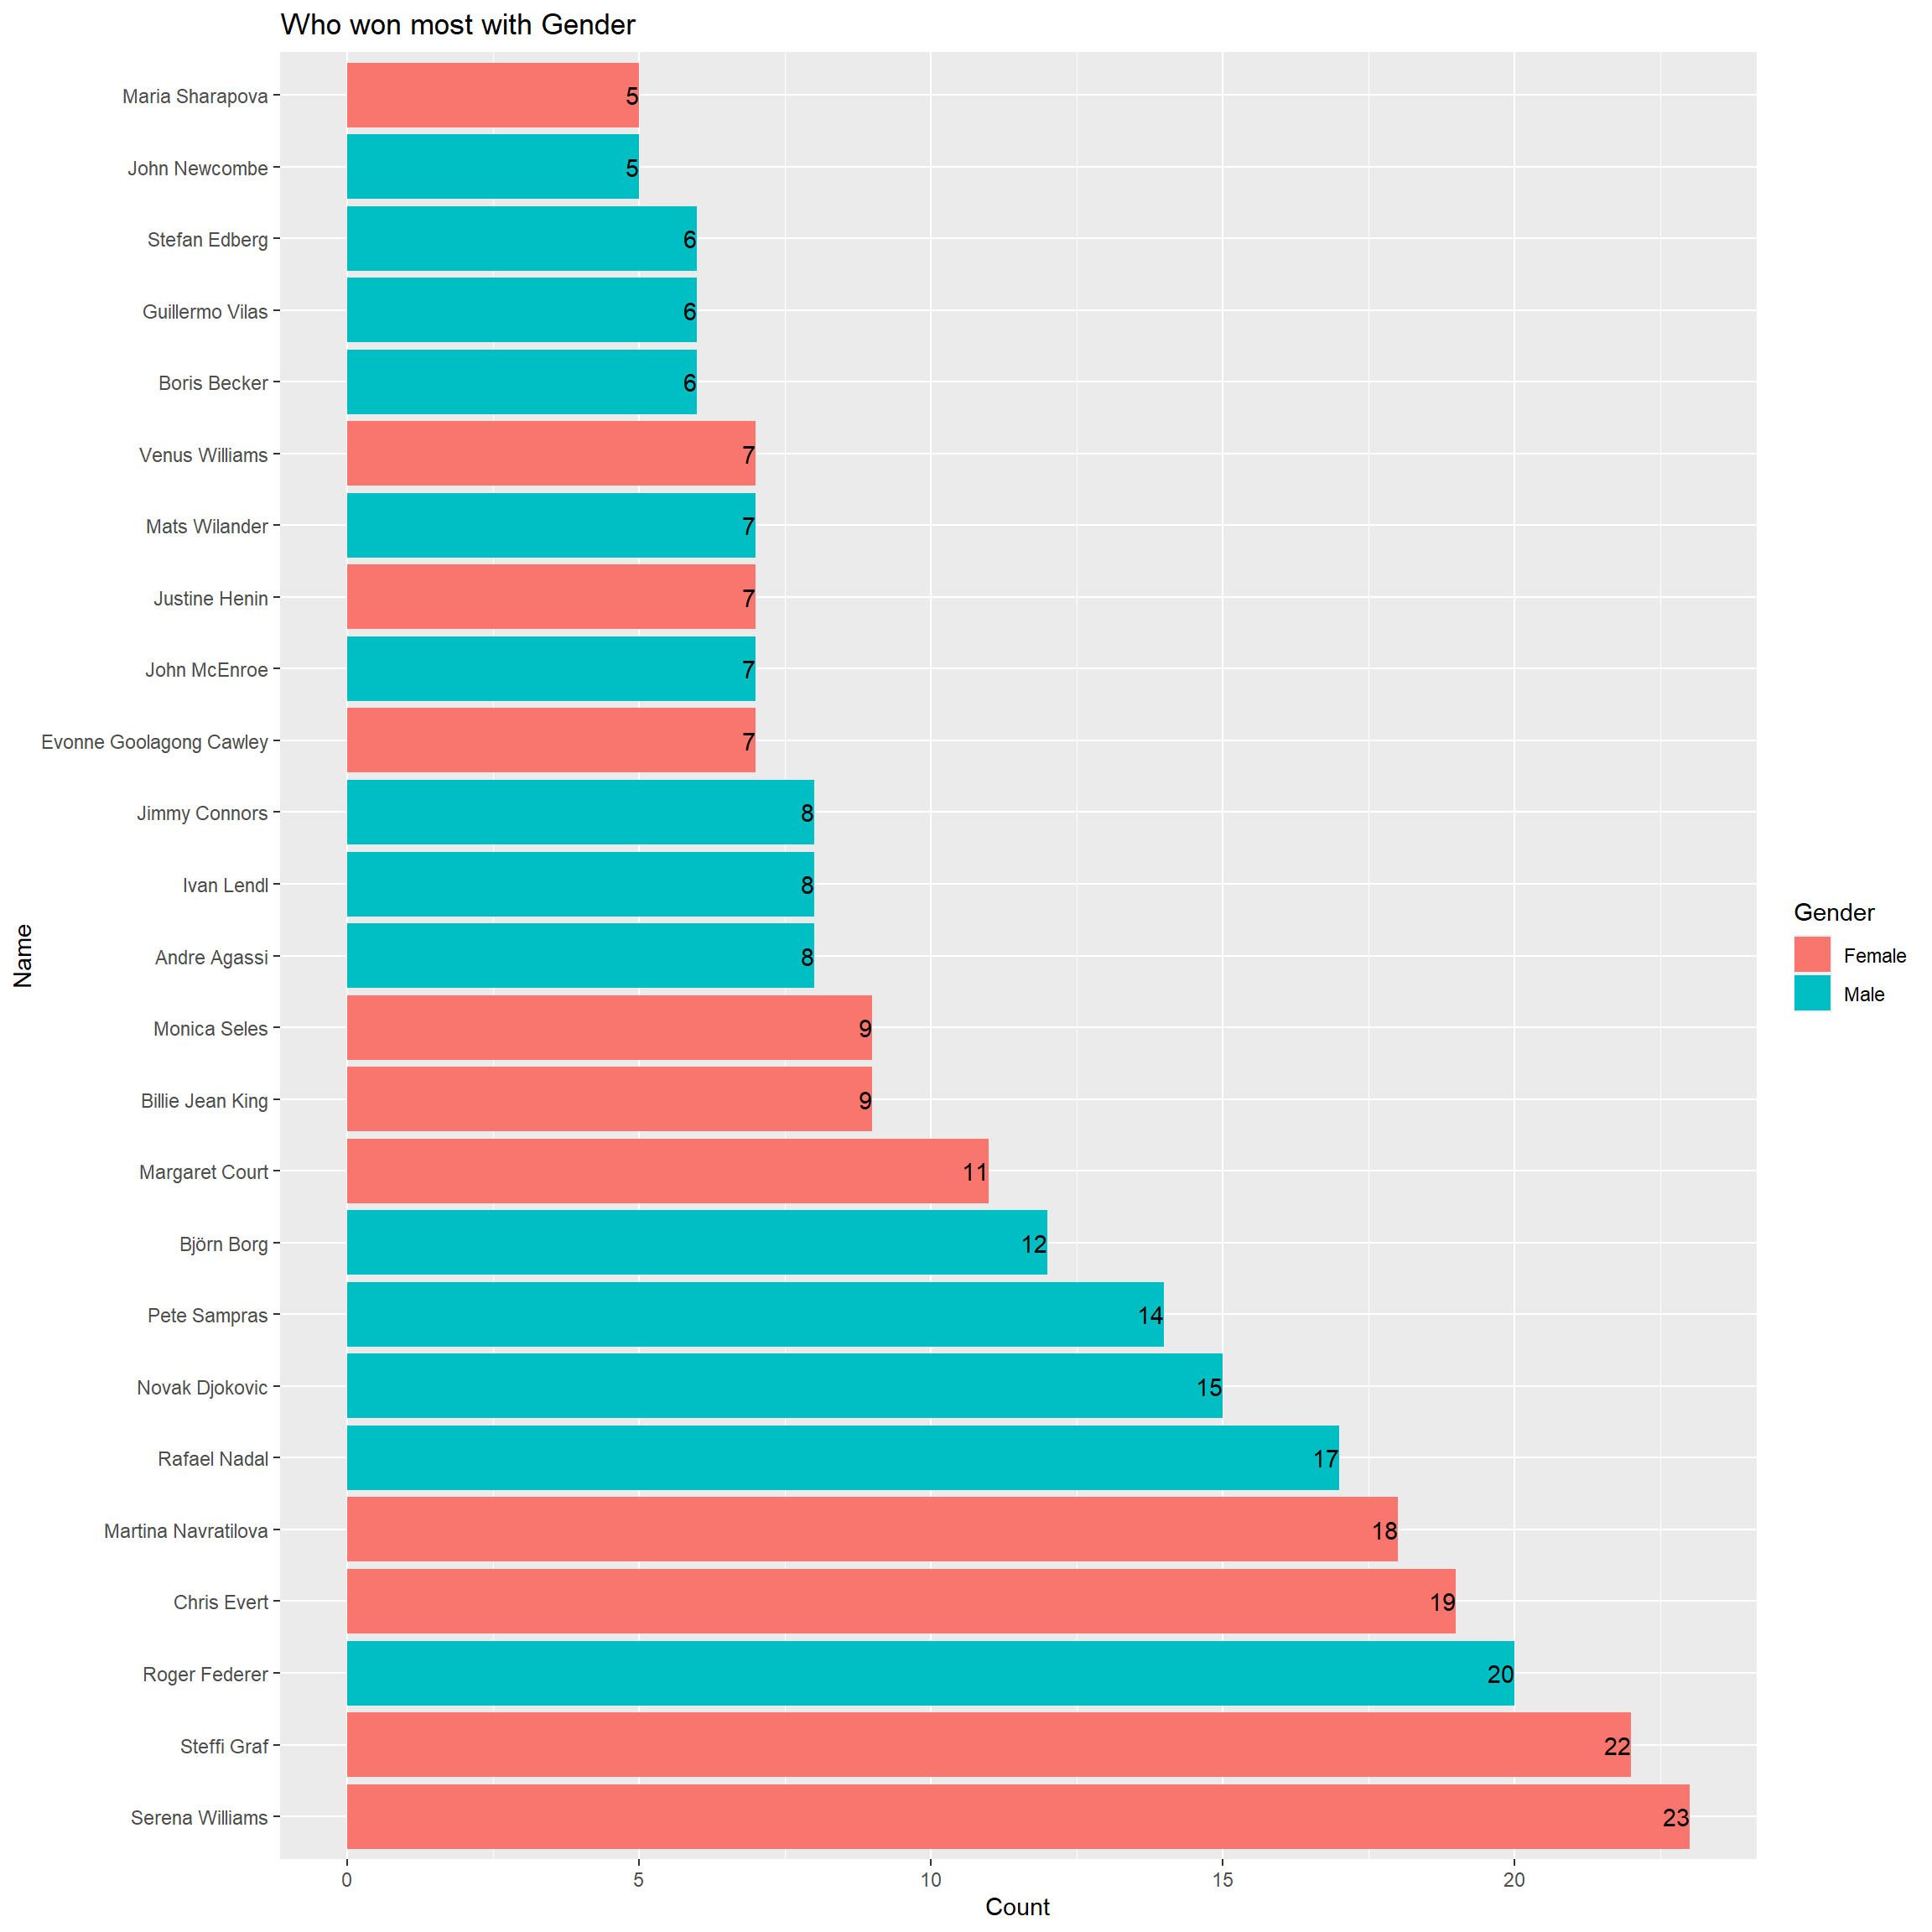 Who won most with Gender
Maria Sharapova 5
John Newcombe 5
Stefan Edberg 6
Guillermo Vilas 6
Boris Becker 6
Venus Williams 7
Mats Wilander 7
Justine Henin 7
John McEnroe 7
Evonne Goolagong Cawley 7
Jimmy Connors 8
Ivan Lendl 8
Andre Agassi 8
Monica Seles 9
Billie Jean King 9
Margaret Court 11
Björn Borg 12
Pete Sampras 14
Novak Djokovic 15
Rafael Nadal 17
Martina Navratilova 18
Chris Evert 19
Roger Federer 20
Steffi Graf 22
Serena Williams 23
0 5 10 15 20
Count
Name
Gender
Female
Male